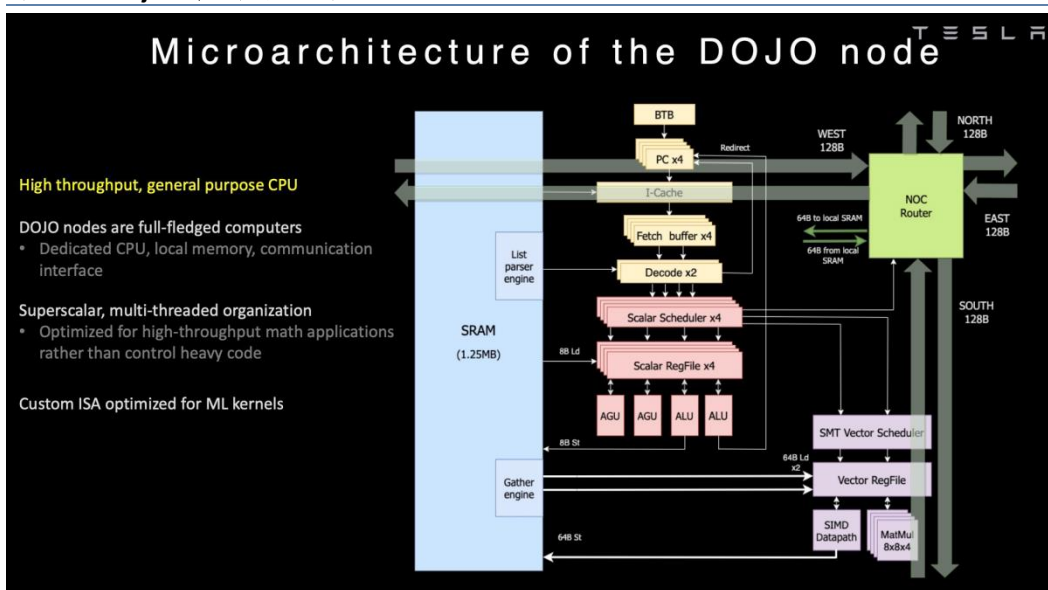 TESLA
Microarchitecture of the DOJO node
High throughput, general purpose CPU
DOJO nodes are full-fledged computers
• Dedicated CPU, local memory, communication
interface
Superscalar, multi-threaded organization
• Optimized for high-throughput math applications
rather than control heavy code
Custom ISA optimized for ML kernels
SRAM
(1.25MB)
List
parser
engine
Gather
engine
BTB
PC x4
Redirect
I-Cache
Fetch buffer x4
Decode x2
Scalar Scheduler x4
8B Ld
Scalar RegFile x4
AGU
AGU
ALU
ALU
8B St
64B Ld
x2
64B St
SMT Vector Scheduler
Vector RegFile
SIMD
Datapath
MatMul
8x8x4
WEST
128B
NORTH
128B
NOC
Router
EAST
128B
64B to local SRAM
64B from local
SRAM
SOUTH
128B